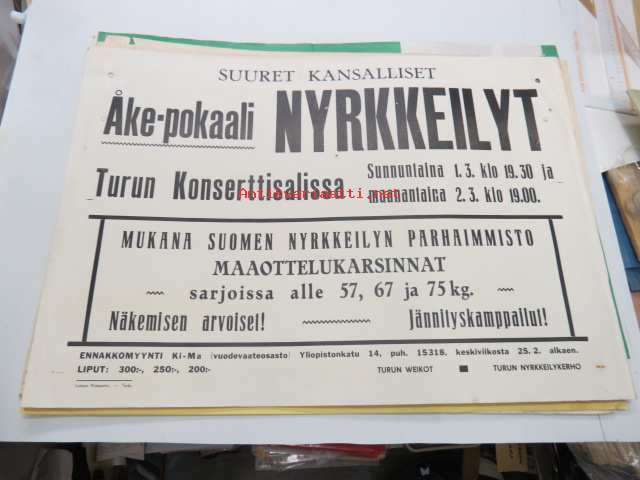 SUURET KANSALLISET
Åke-pokaali NYRKKEILYT
Turun Konserttisalissa
Sunnuntaina 1.3. klo 19.30 ja
maanantaina 2.3. klo 19.00.
Antikvariaatti.net
MUKANA SUOMEN NYRKKEILYN PARHAIMMISTO
MAAOTTELUKARSINNAT
sarjoissa alle 57, 67 ja 75 kg.
Näkemisen arvoiset! Jännityskamppailut!
ENNAKKOMYYNTI Ki-Ma (vuodevaateosasto) Yliopistonkatu 14, puh. 15318, keskiviikosta 25.2. alkaen.
LIPUT: 300:-, 250:-, 200:- TURUN WEIKOT TURUN NYRKKEILYKERHO